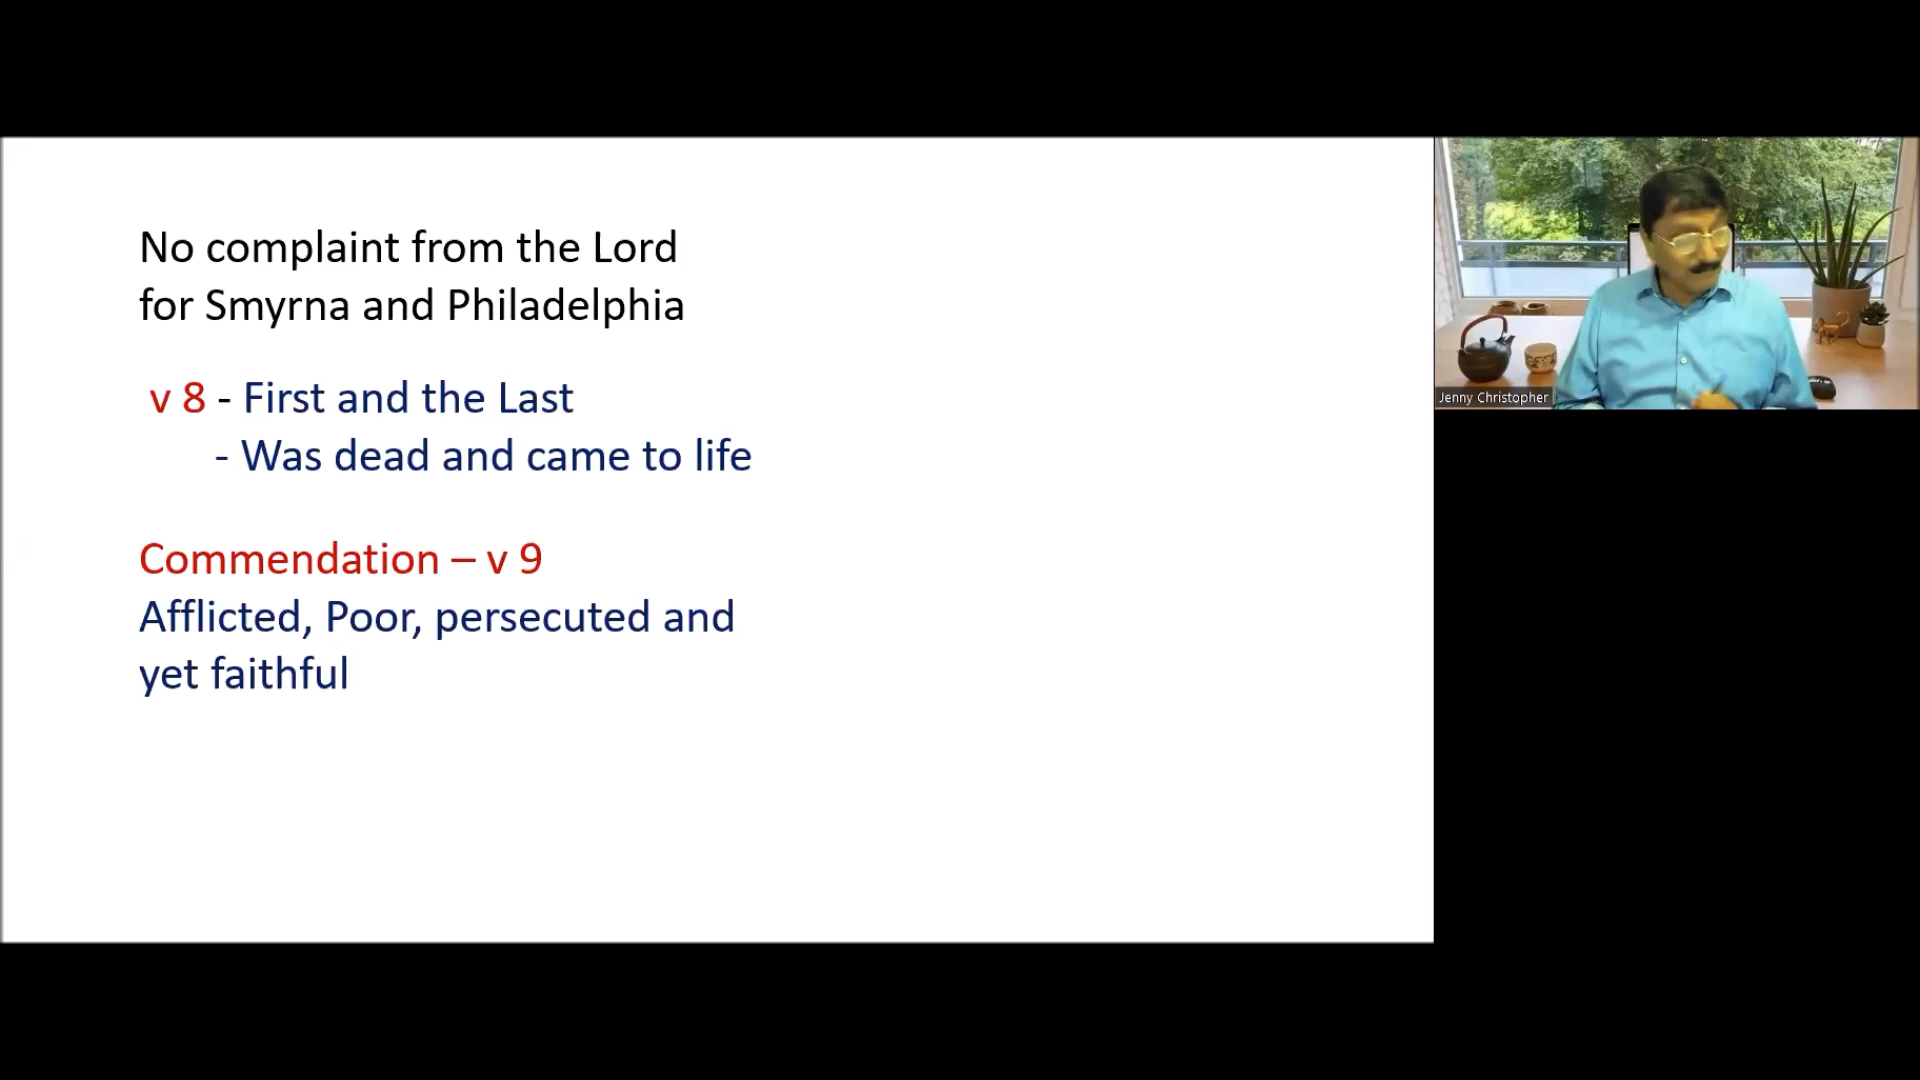 No complaint from the Lord
for Smyrna and Philadelphia
v 8 - First and the Last
- Was dead and came to life
Commendation – v 9
Afflicted, Poor, persecuted and
yet faithful
Jenny Christopher